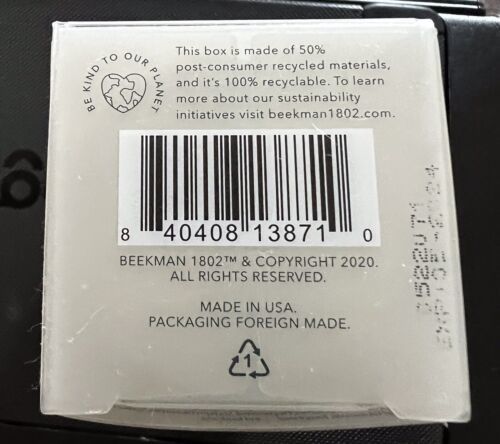 BE KIND TO OUR PLANET
This box is made of 50%
post-consumer recycled materials,
and it's 100% recyclable. To learn
more about our sustainability
initiatives visit beekman1802.com.
8 40408 13871 0
BEEKMAN 1802™ & COPYRIGHT 2020.
ALL RIGHTS RESERVED.
MADE IN USA.
PACKAGING FOREIGN MADE.
1